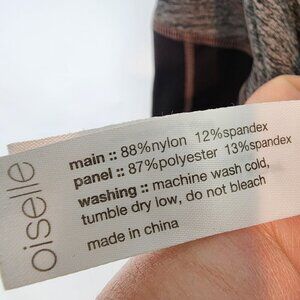 oiselle
main :: 88%nylon 12%spandex
panel :: 87%polyester 13%spandex
washing :: machine wash cold,
tumble dry low, do not bleach
made in china